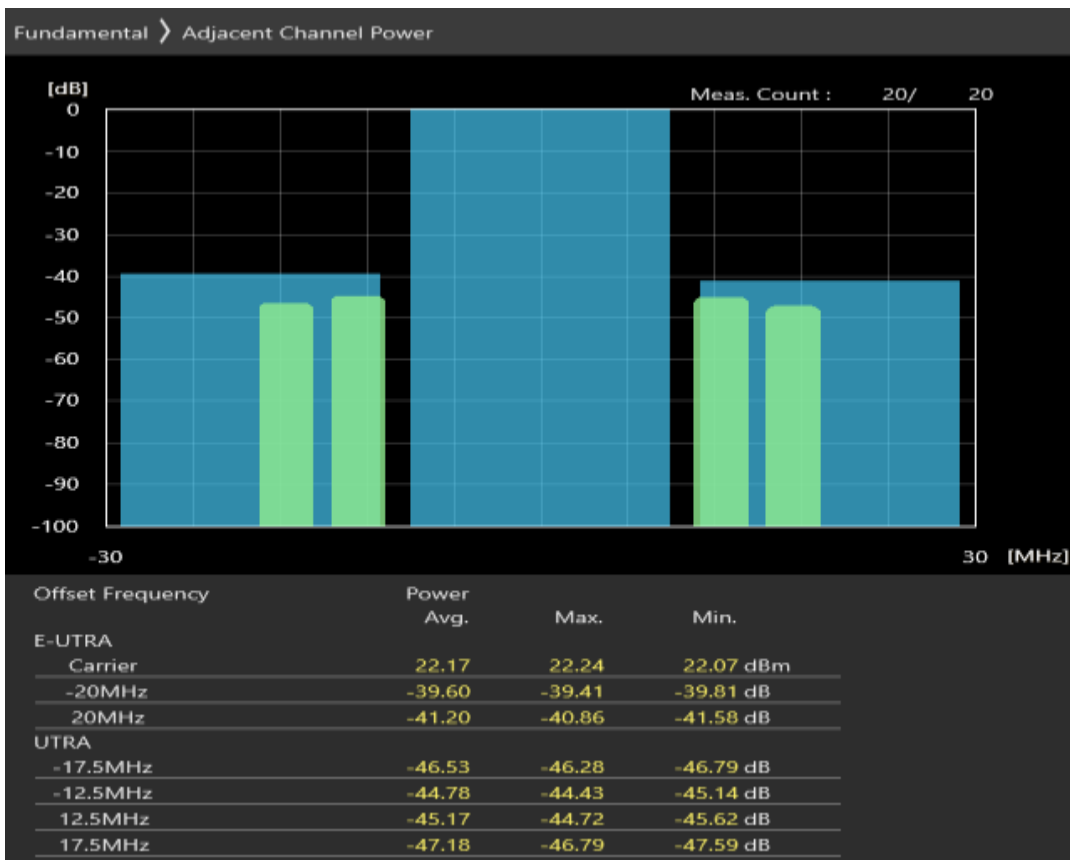 Fundamental ❯ Adjacent Channel Power
[dB]
Meas. Count : 20/ 20
0
-10
-20
-30
-40
-50
-60
-70
-80
-90
-100
-30 30 [MHz]
Offset Frequency Power
Avg. Max. Min.
E-UTRA
Carrier 22.17 22.24 22.07 dBm
-20MHz -39.60 -39.41 -39.81 dB
20MHz -41.20 -40.86 -41.58 dB
UTRA
-17.5MHz -46.53 -46.28 -46.79 dB
-12.5MHz -44.78 -44.43 -45.14 dB
12.5MHz -45.17 -44.72 -45.62 dB
17.5MHz -47.18 -46.79 -47.59 dB